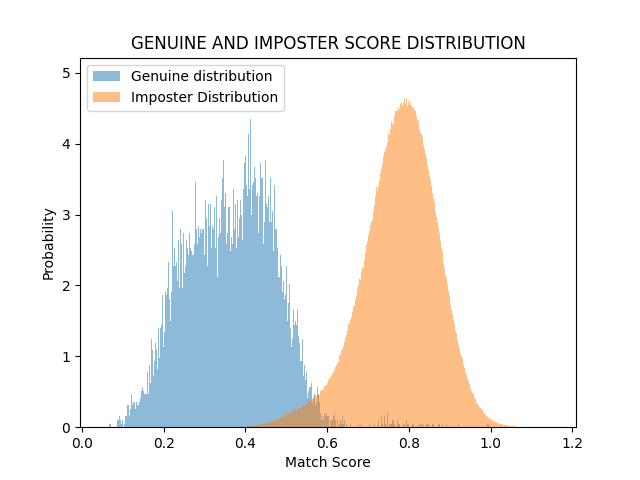 GENUINE AND IMPOSTER SCORE DISTRIBUTION
Genuine distribution
Imposter Distribution
5
4
3
2
1
0
Probability
0.0 0.2 0.4 0.6 0.8 1.0 1.2
Match Score